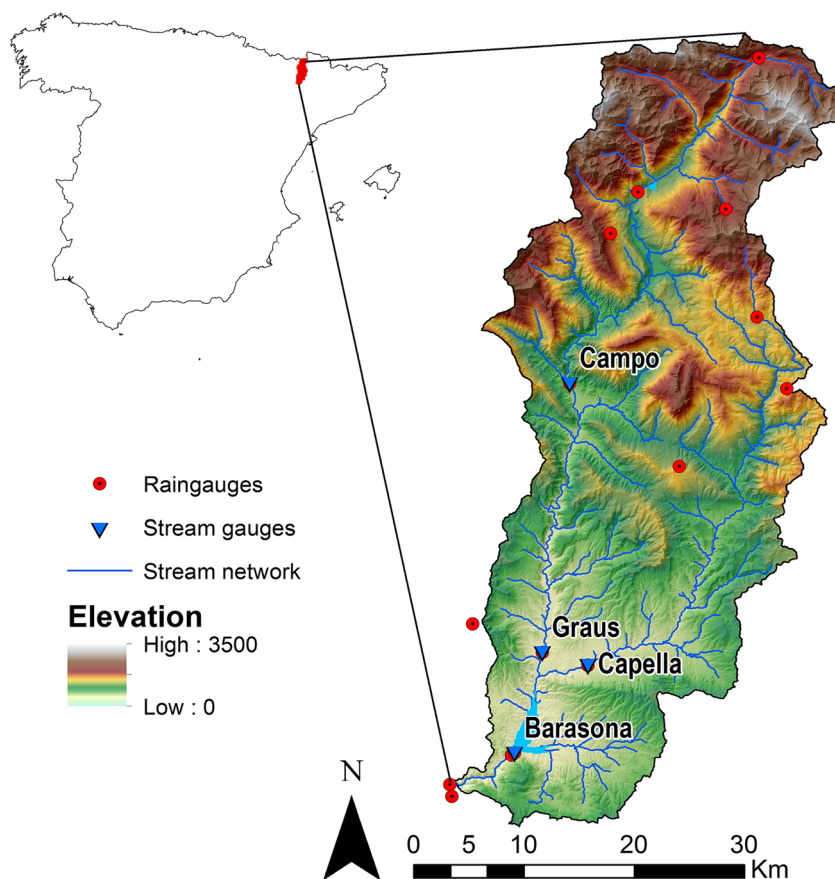 Campo
Raingauges
Stream gauges
Stream network
Elevation
High : 3500
Low : 0
Graus
Capella
Barasona
N
0 10 20 30
Km